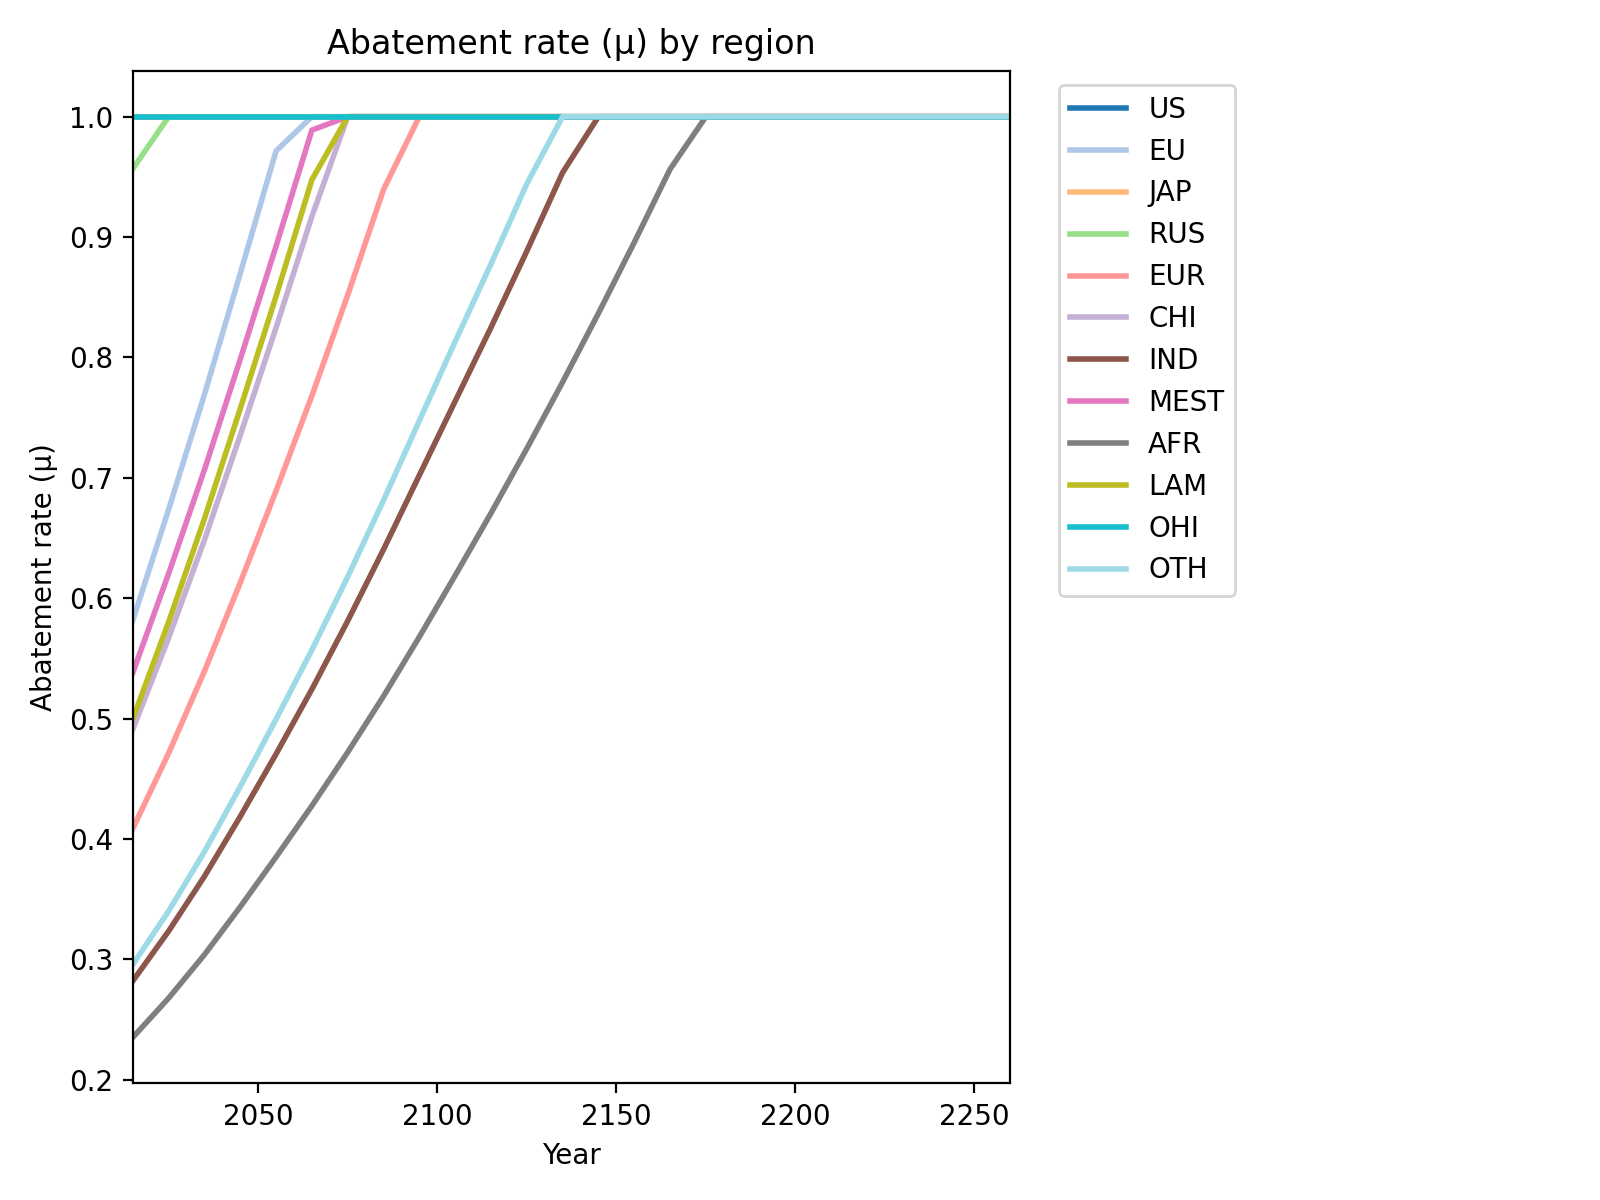 Abatement rate (μ) by region
Abatement rate (μ)
1.0
0.9
0.8
0.7
0.6
0.5
0.4
0.3
0.2
2050 2100 2150 2200 2250
Year
US
EU
JAP
RUS
EUR
CHI
IND
MEST
AFR
LAM
OHI
OTH